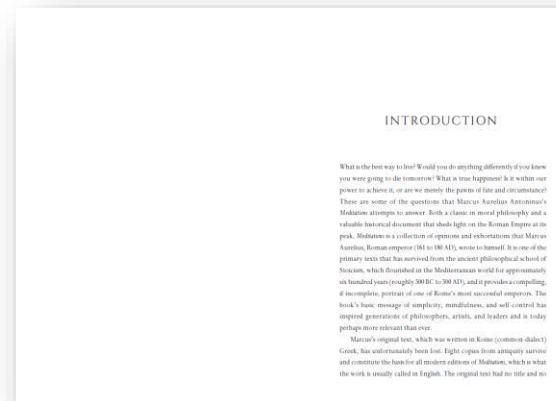 INTRODUCTION
What is the best way to live? Would you do anything differently if you knew
you were going to die tomorrow? What is true happiness? Is it within our
power to achieve it, or are we merely the pawns of fate and circumstance?
These are some of the questions that Marcus Aurelius Antoninus's
Meditations attempts to answer. Both a classic in moral philosophy and a
valuable historical document that sheds light on the Roman Empire at its
peak, Meditations is a collection of opinions and exhortations that Marcus
Aurelius, Roman emperor (161 to 180 AD), wrote to himself. It is one of the
primary texts that has survived from the ancient philosophical school of
Stoicism, which flourished in the Mediterranean world for approximately
six hundred years (roughly 300 BC to 300 AD), and it provides a compelling,
if incomplete, portrait of one of Rome's most successful emperors. The
book's basic message of simplicity, mindfulness, and self control has
inspired generations of philosophers, artists, and leaders and is today
perhaps more relevant than ever.
Marcus's original text, which was written in Koine (common-dialect)
Greek, has unfortunately been lost. Eight copies from antiquity survive
and constitute the basis for all modern editions of Meditations, which is what
the work is usually called in English. The original text had no title and no